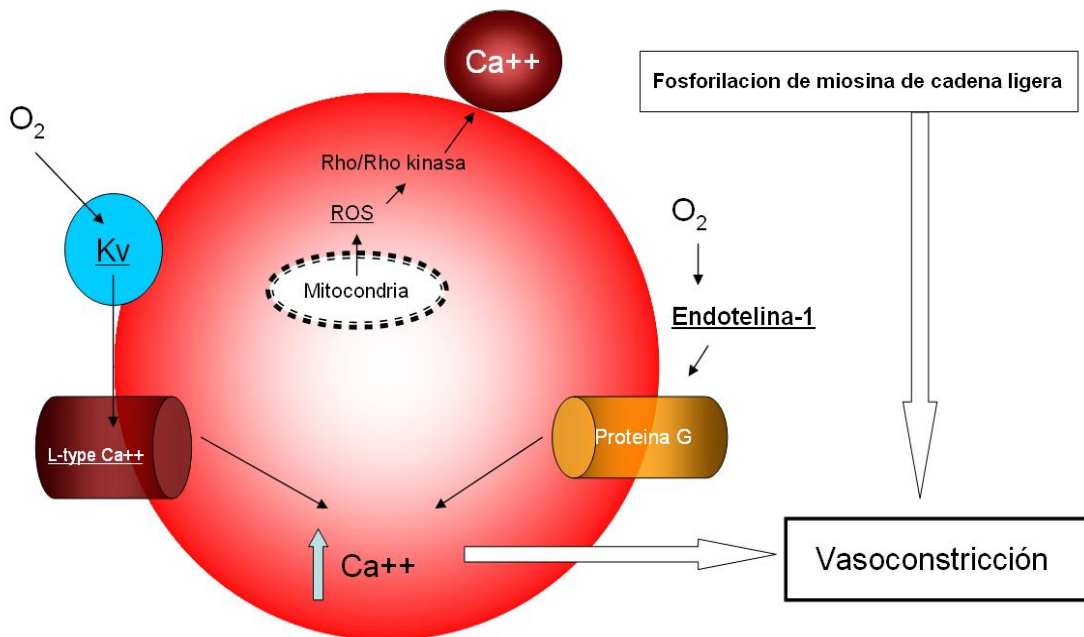 Ca++
Fosforilacion de miosina de cadena ligera
O2
Rho/Rho kinasa
ROS
O2
Kv
Mitocondria
Endotelina-1
L-type Ca++
Proteina G
Ca++
Vasoconstricción